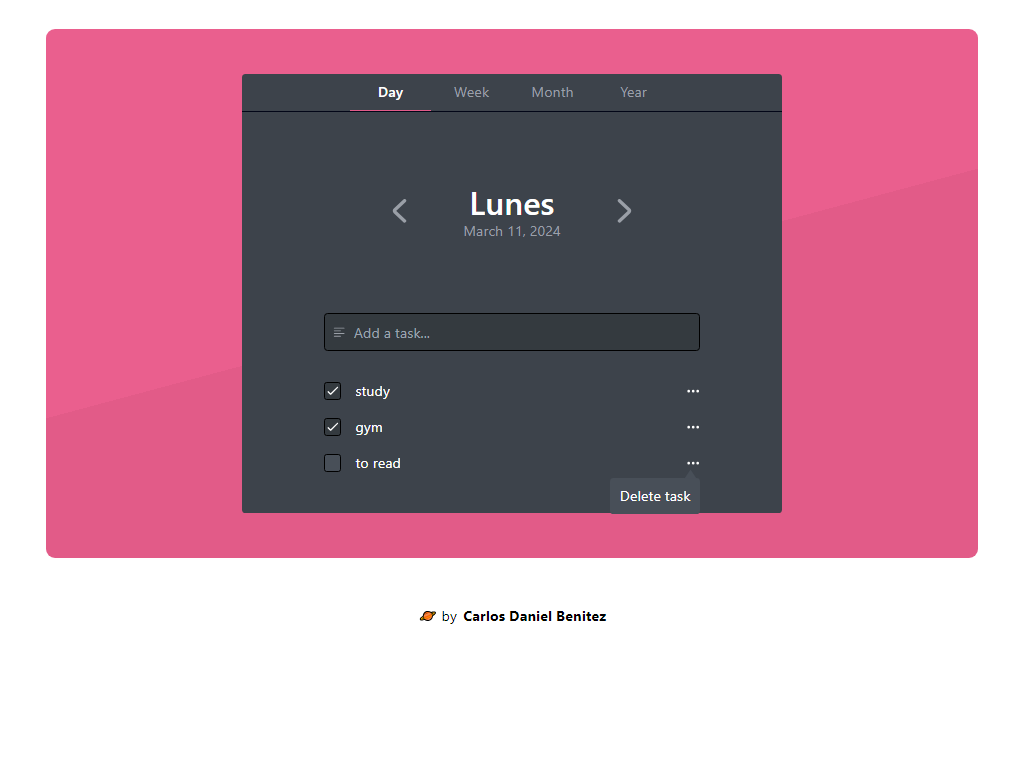 Day Week Month Year
Lunes
March 11, 2024
Add a task...
study
gym
to read
Delete task
by Carlos Daniel Benitez